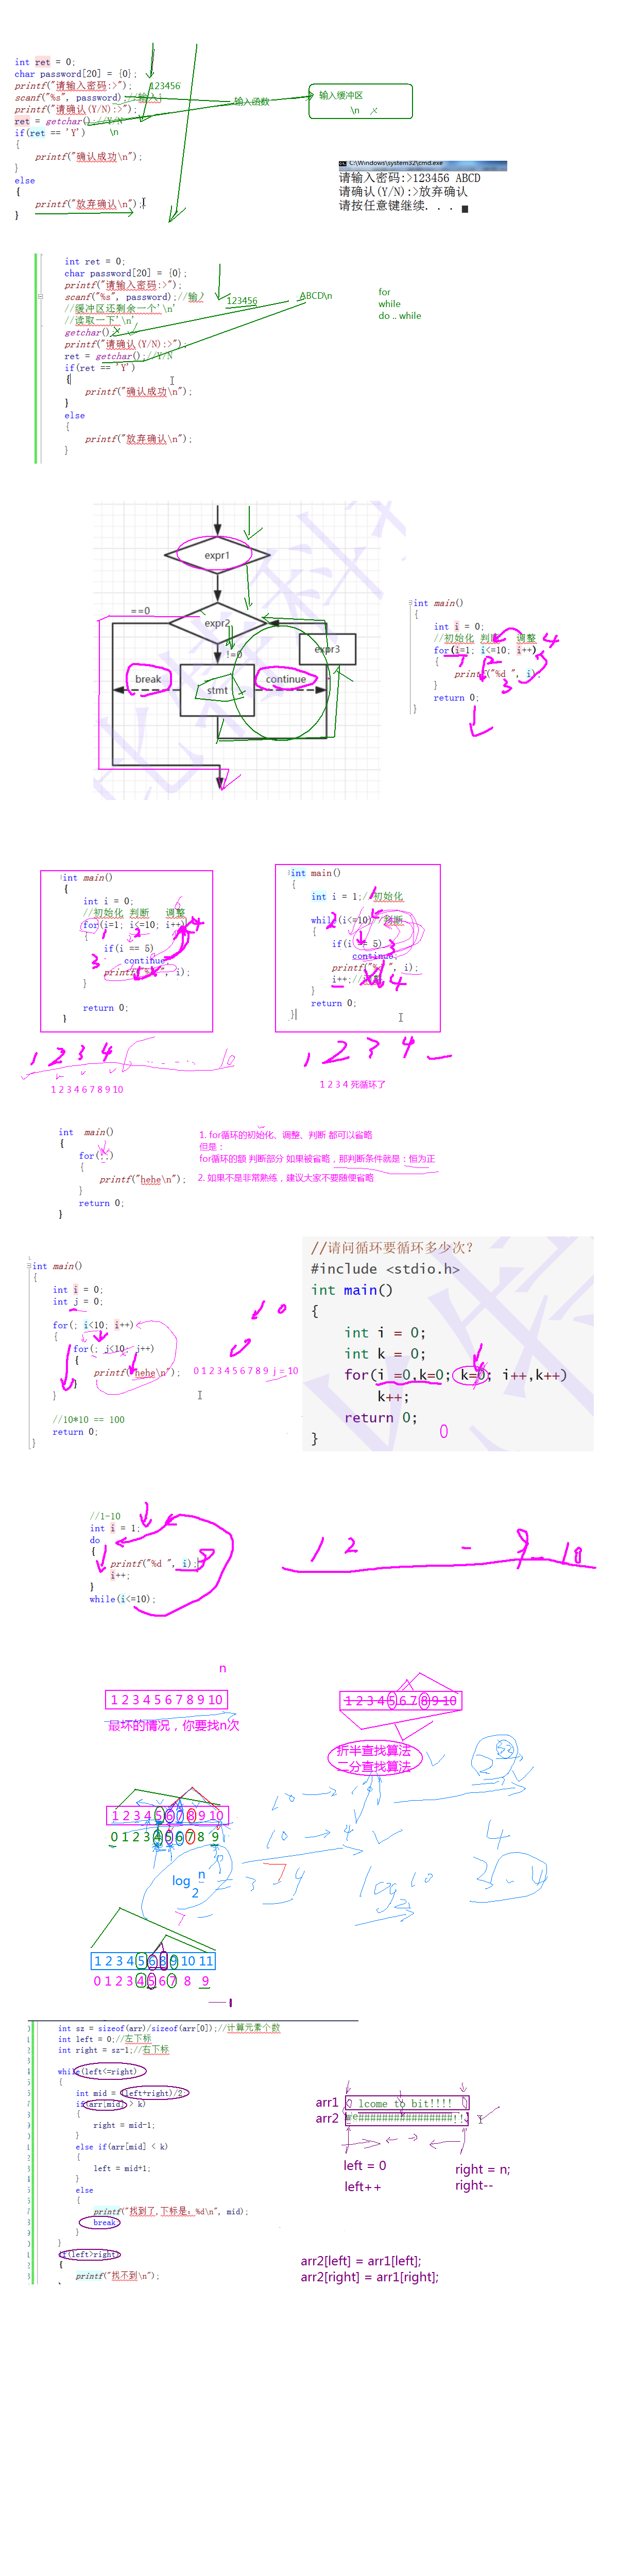 int ret = 0;
char password[20] = {0};
printf("请输入密码:>");
123456
scanf("%s", password);//输入
输入函数
输入缓冲区
\n
printf("请确认(Y/N):>");
ret = getchar();//Y/N
if(ret == 'Y')
\n
{
printf("确认成功\n");
}
else
{
printf("放弃确认\n");
}
C:\Windows\system32\cmd.exe
请输入密码:>123456 ABCD
请确认(Y/N):>放弃确认
请按任意键继续. . .
int ret = 0;
char password[20] = {0};
printf("请输入密码:>");
scanf("%s", password);//输入
123456
ABCD\n
//缓冲区还剩余一个'\n'
//读取一下'\n'
getchar();
printf("请确认(Y/N):>");
ret = getchar();//Y/N
if(ret == 'Y')
{
printf("确认成功\n");
}
else
{
printf("放弃确认\n");
}
for
while
do .. while
expr1
==0
expr2
!=0
expr3
break
stmt
continue
int main()
{
int i = 0;
//初始化 判断 调整
for(i=1; i<=10; i++)
{
printf("%d ", i);
}
return 0;
}
1
2
3
4
int main()
{
int i = 0;
//初始化 判断 调整
for(i=1; i<=10; i++)
{
if(i == 5)
continue;
printf("%d ", i);
}
return 0;
}
1 2 3 4 ...... 10
1 2 3 4 6 7 8 9 10
int main()
{
int i = 1;//初始化
while(i<=10)//判断
{
if(i == 5)
continue;
printf("%d ", i);
i++;//调整
}
return 0;
}
1 2 3 4
1 2 3 4 死循环了
int main()
{
for(;;)
{
printf("hehe\n");
}
return 0;
}
1. for循环的初始化、调整、判断 都可以省略
但是：
for循环的额 判断部分 如果被省略，那判断条件就是：恒为正
2. 如果不是非常熟练，建议大家不要随便省略
int main()
{
int i = 0;
int j = 0;
for(; i<10; i++)
{
for(; j<10; j++)
{
printf("hehe\n");
}
}
//10*10 == 100
return 0;
}
0
0 1 2 3 4 5 6 7 8 9 j = 10
//请问循环要循环多少次?
#include <stdio.h>
int main()
{
int i = 0;
int k = 0;
for(i =0,k=0; k=0; i++,k++)
k++;
return 0;
}
0
//1-10
int i = 1;
do
{
printf("%d ", i);
i++;
}
while(i<=10);
1 2 - 9 10
n
1 2 3 4 5 6 7 8 9 10
最坏的情况，你要找n次
1 2 3 4 5 6 7 8 9 10
折半查找算法
二分查找算法
2 32
1 2 3 4 5 6 7 8 9 10
0 1 2 3 4 5 6 7 8 9
10 → 4
log 2 n = 3 - 4
7
log 2 10
4
3 - 4
1 2 3 4 5 6 8 9 10 11
0 1 2 3 4 5 6 7 8 9
int sz = sizeof(arr)/sizeof(arr[0]);//计算元素个数
int left = 0;//左下标
int right = sz-1;//右下标
while(left<=right)
{
int mid = (left+right)/2;
if(arr[mid] > k)
{
right = mid-1;
}
else if(arr[mid] < k)
{
left = mid+1;
}
else
{
printf("找到了,下标是: %d\n", mid);
break;
}
}
if(left>right)
{
printf("找不到\n");
arr1
lcome to bit!!!!
arr2
we################!!
left = 0
left++
right = n;
right--
arr2[left] = arr1[left];
arr2[right] = arr1[right];